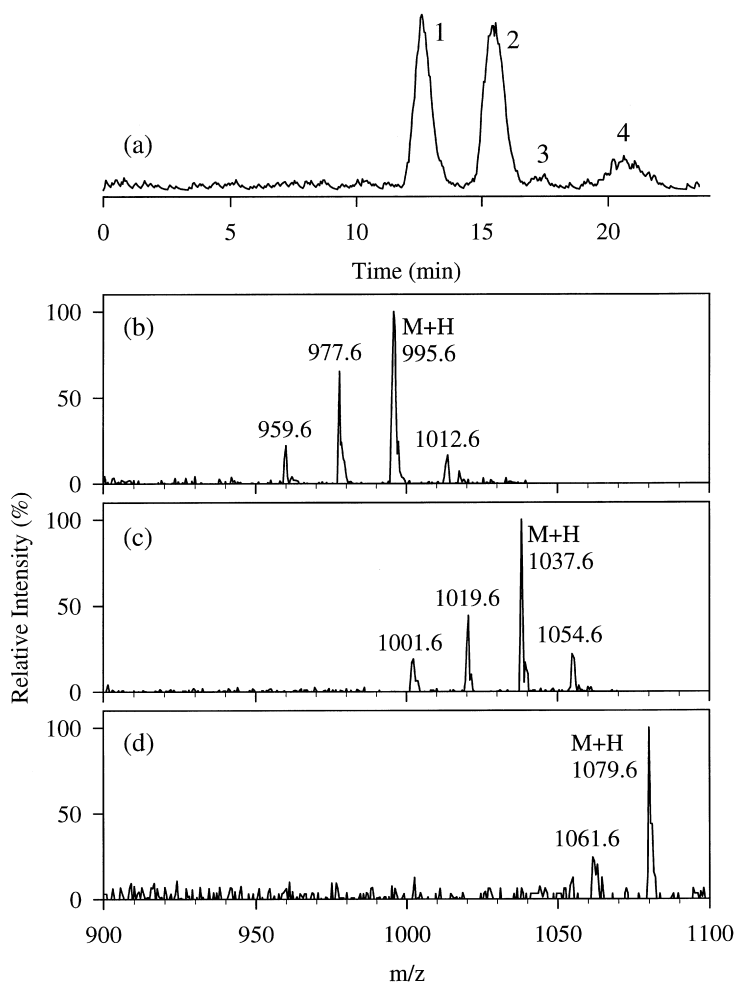 1 2
(a) 3 4
0 5 10 15 20
Time (min)
Relative Intensity (%)
100 (b) M+H
977.6 995.6
50
959.6 1012.6
0
100 (c) M+H
1037.6
50 1019.6
1001.6 1054.6
0
100 (d) M+H
1079.6
50
1061.6
0
900 950 1000 1050 1100
m/z